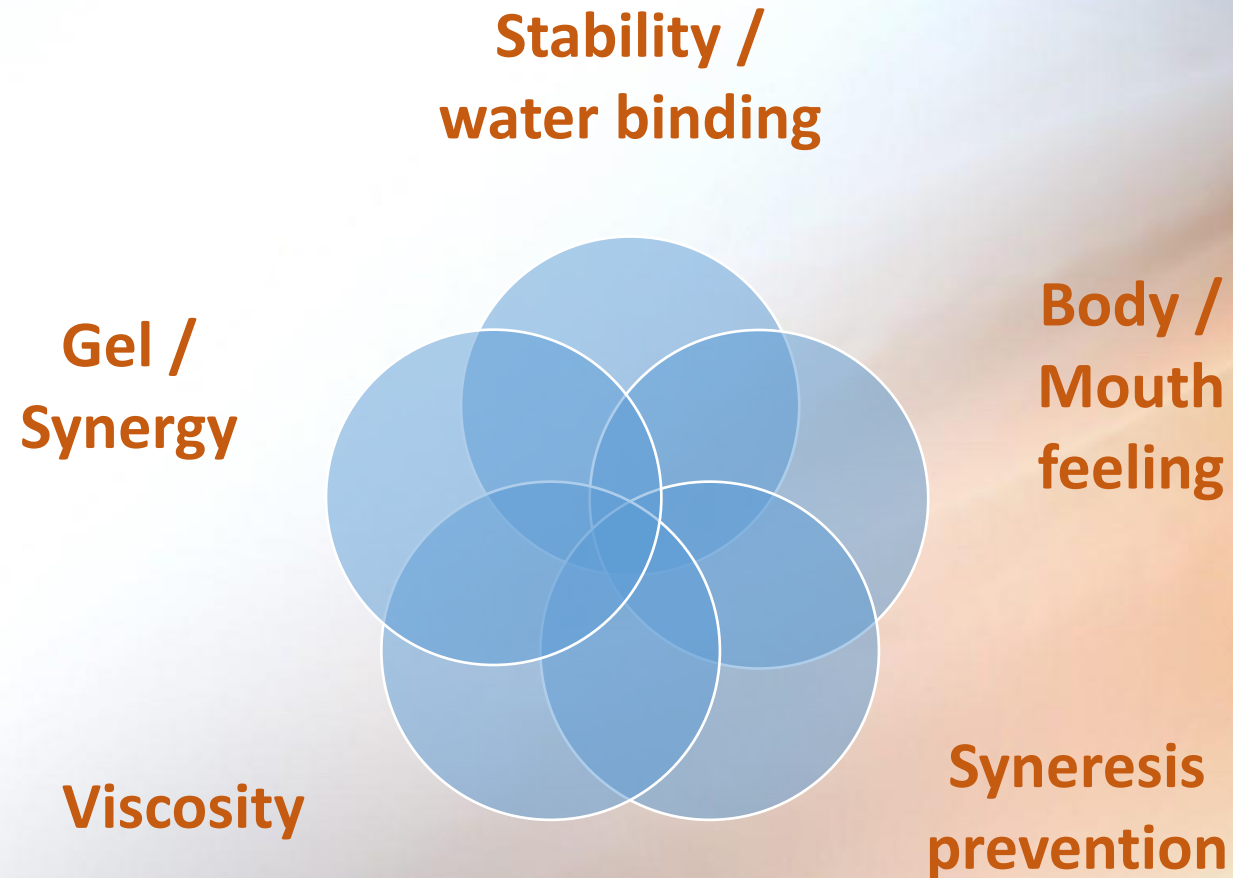 Stability /
water binding
Body /
Mouth
feeling
Gel /
Synergy
Viscosity
Syneresis
prevention